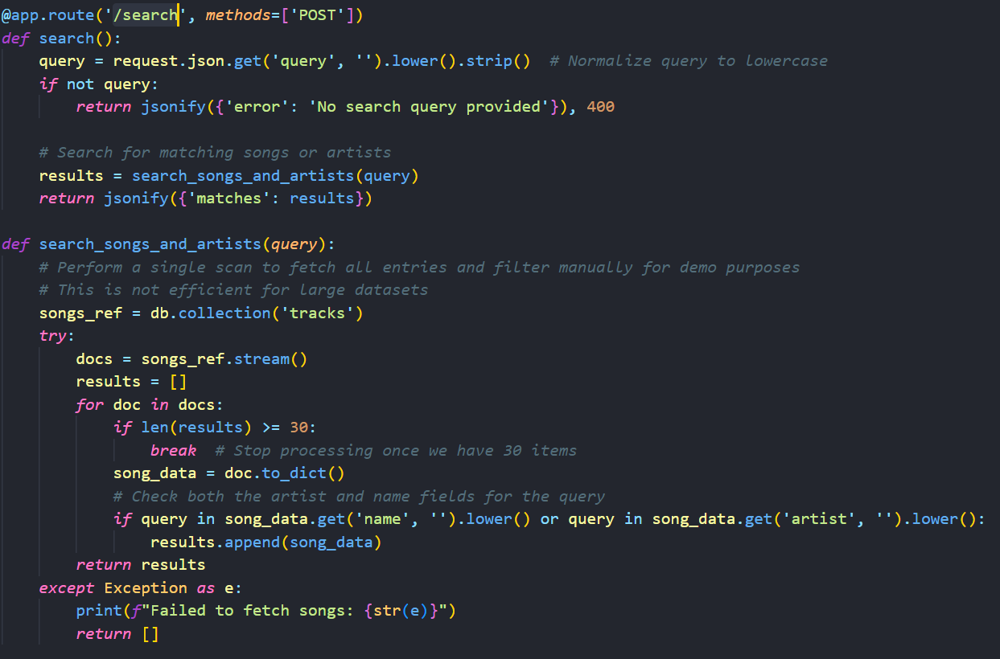 @app.route('/search', methods=['POST'])
def search():
    query = request.json.get('query', '').lower().strip()  # Normalize query to lowercase
    if not query:
        return jsonify({'error': 'No search query provided'}), 400

    # Search for matching songs or artists
    results = search_songs_and_artists(query)
    return jsonify({'matches': results})

def search_songs_and_artists(query):
    # Perform a single scan to fetch all entries and filter manually for demo purposes
    # This is not efficient for large datasets
    songs_ref = db.collection('tracks')
    try:
        docs = songs_ref.stream()
        results = []
        for doc in docs:
            if len(results) >= 30:
                break  # Stop processing once we have 30 items
            song_data = doc.to_dict()
            # Check both the artist and name fields for the query
            if query in song_data.get('name', '').lower() or query in song_data.get('artist', '').lower():
                results.append(song_data)
        return results
    except Exception as e:
        print(f"Failed to fetch songs: {str(e)}")
        return []